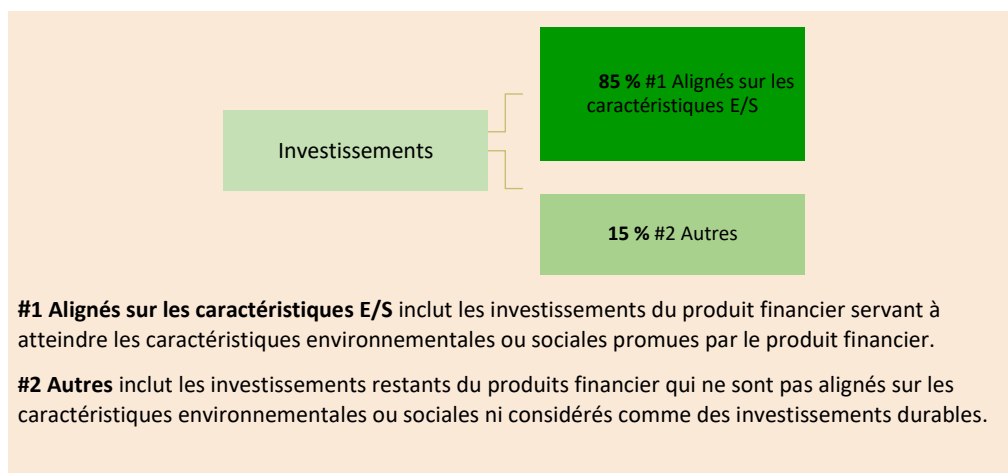 85 % #1 Alignés sur les
caractéristiques E/S
Investissements
15 % #2 Autres
#1 Alignés sur les caractéristiques E/S inclut les investissements du produit financier servant à
atteindre les caractéristiques environnementales ou sociales promues par le produit financier.
#2 Autres inclut les investissements restants du produits financier qui ne sont pas alignés sur les
caractéristiques environnementales ou sociales ni considérés comme des investissements durables.